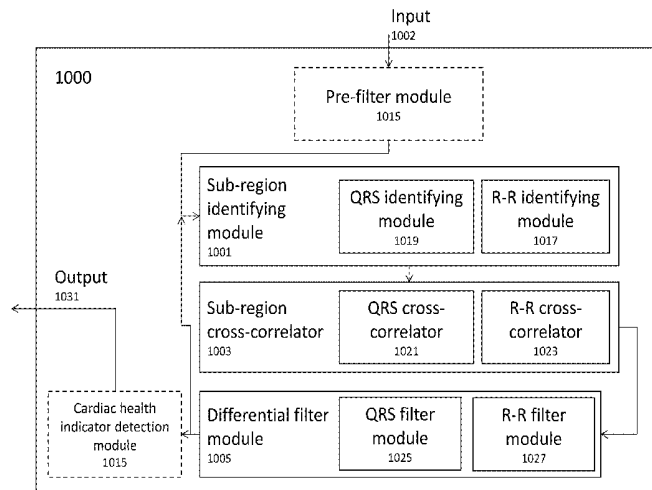 Input
1002
1000
Pre-filter module
1015
Sub-region
identifying
module
1001
QRS identifying
module
1019
R-R identifying
module
1017
Output
1031
Sub-region
cross-correlator
1003
QRS cross-
correlator
1021
R-R cross-
correlator
1023
Cardiac health
indicator detection
module
1015
Differential filter
module
1005
QRS filter
module
1025
R-R filter
module
1027